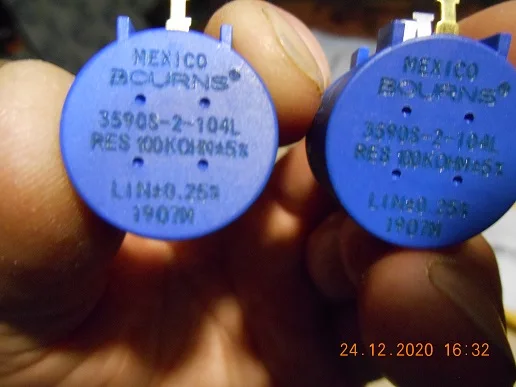 MEXICO
BOURNS®
3590S-2-104L
RES 100KOHM±5%
LIN±0.25%
1907M
MEXICO
BOURNS®
3590S-2-104L
RES 100KOHM±5%
LIN±0.25%
1907M
24.12.2020 16:32